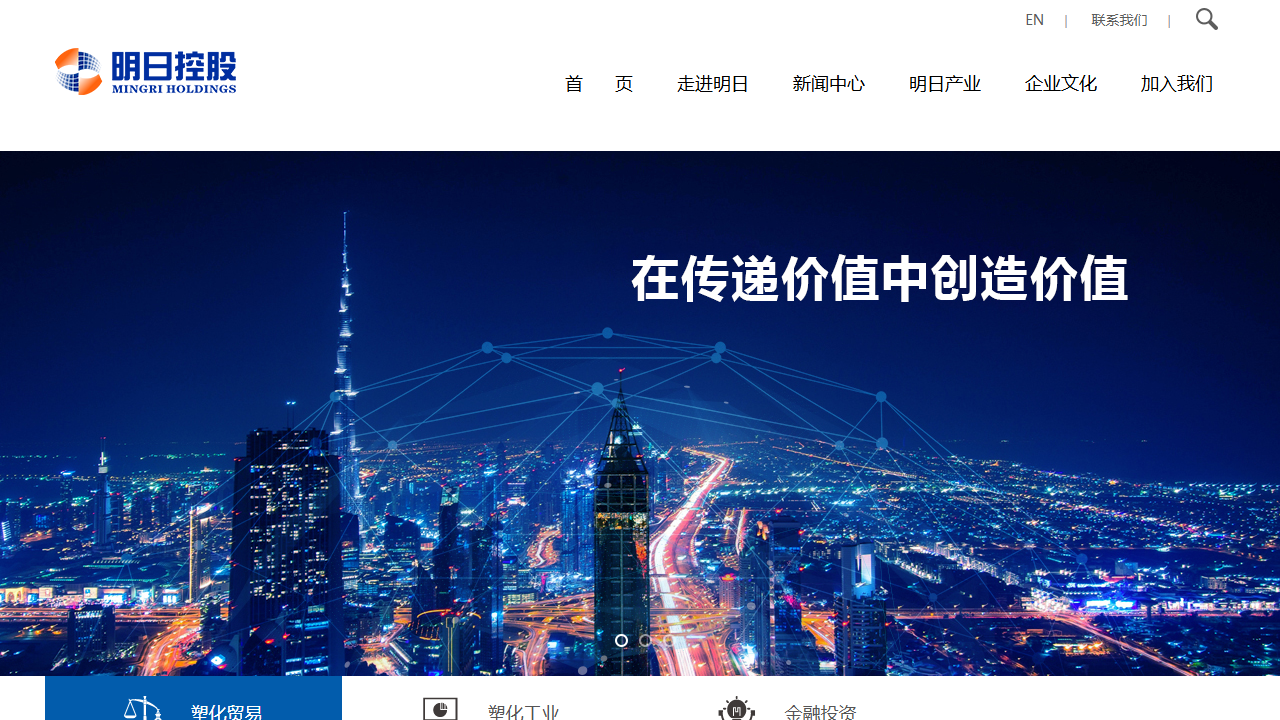 EN | 联系我们 |
明日控股
MINGRI HOLDINGS
首 页 走进明日 新闻中心 明日产业 企业文化 加入我们
在传递价值中创造价值
塑化贸易 塑化工业 金融投资